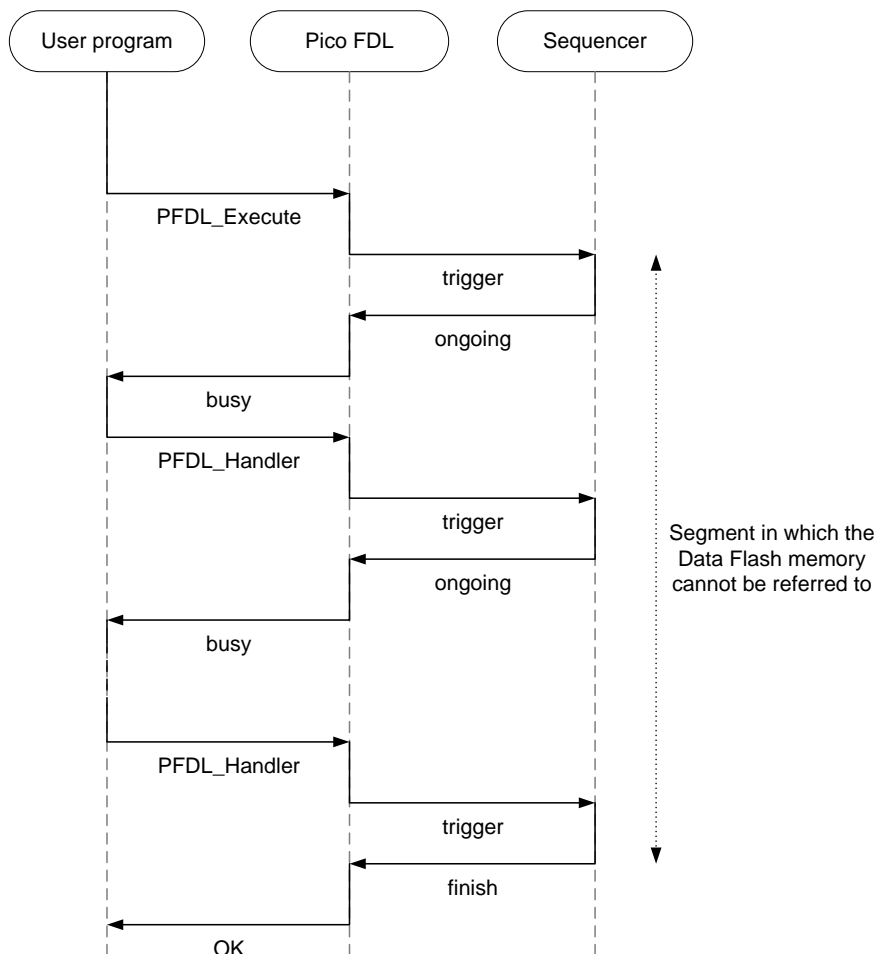 User program
Pico FDL
Sequencer
PFDL_Execute
trigger
ongoing
busy
PFDL_Handler
trigger
Segment in which the
Data Flash memory
cannot be referred to
ongoing
busy
PFDL_Handler
trigger
finish
OK